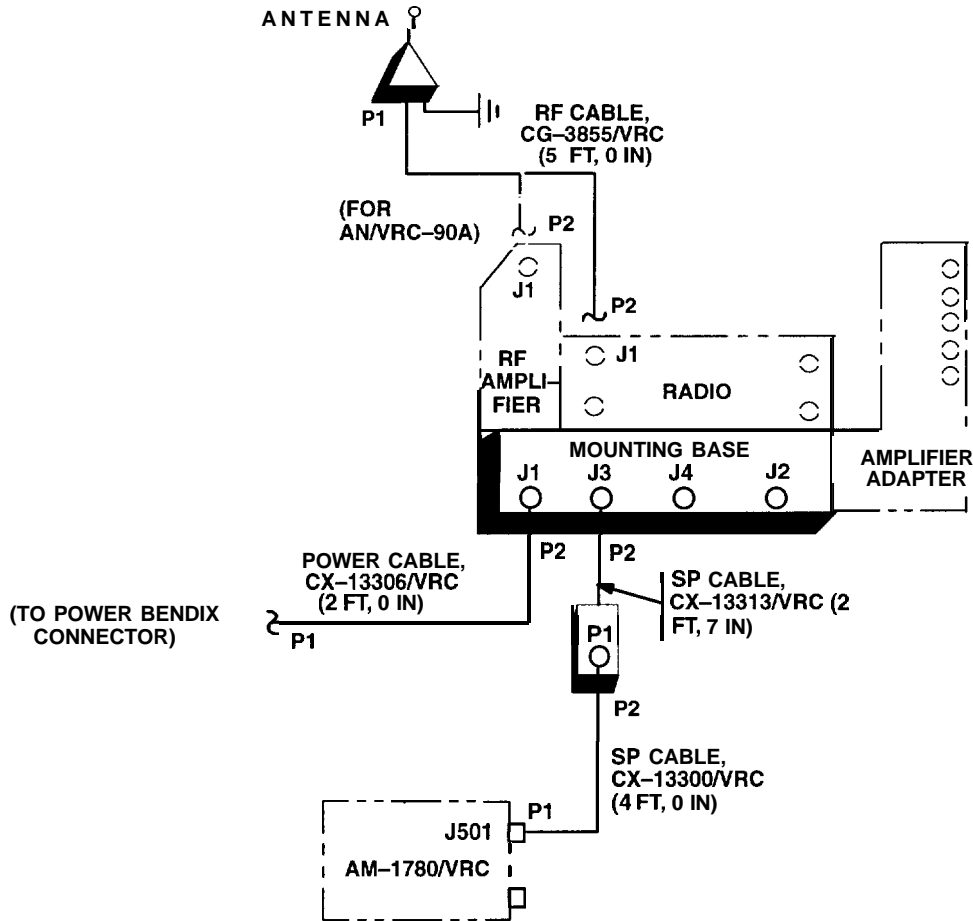 ANTENNA
P1
RF CABLE,
CG–3855/VRC
(5 FT, 0 IN)
(FOR
AN/VRC–90A)
P2
J1
P2
J1
RF
AMPLI–
FIER
RADIO
MOUNTING BASE
J1
J3
J4
J2
AMPLIFIER
ADAPTER
POWER CABLE,
CX–13306/VRC
(2 FT, 0 IN)
P2
P2
SP CABLE,
CX–13313/VRC (2
FT, 7 IN)
(TO POWER BENDIX
CONNECTOR)
P1
P1
P2
SP CABLE,
CX–13300/VRC
(4 FT, 0 IN)
P1
J501
AM–1780/VRC